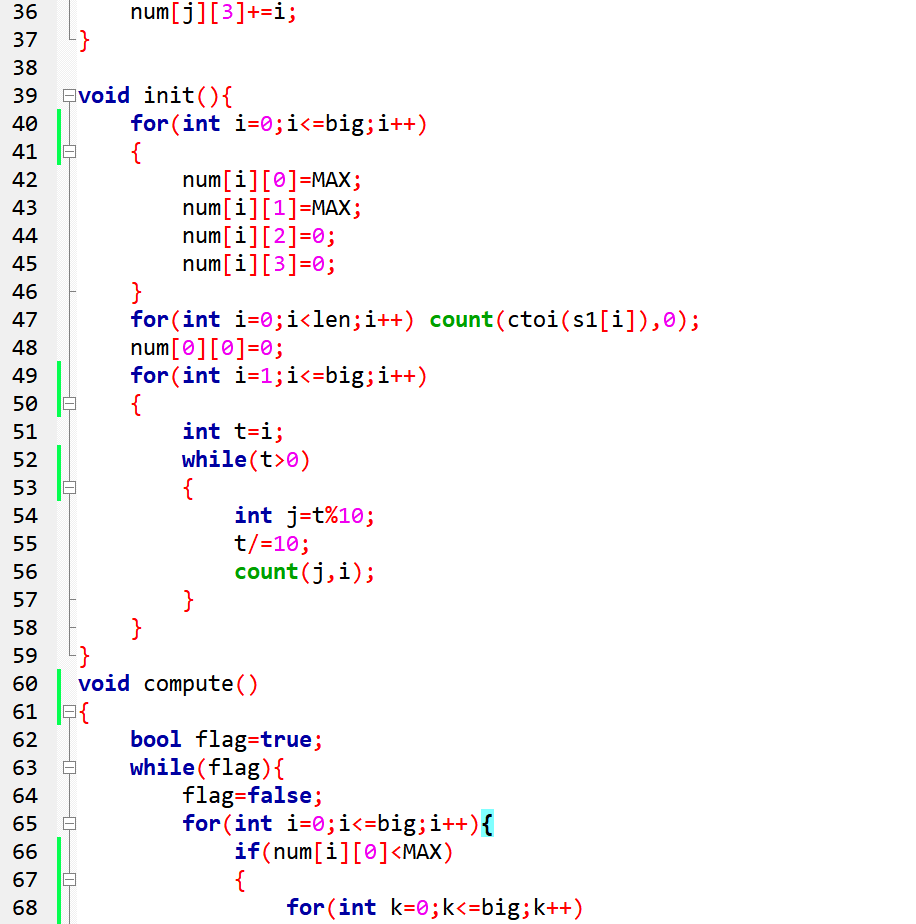 36 num[j][3]+=i;
37 }
38
39 void init(){
40 for(int i=0;i<=big;i++)
41 {
42 num[i][0]=MAX;
43 num[i][1]=MAX;
44 num[i][2]=0;
45 num[i][3]=0;
46 }
47 for(int i=0;i<len;i++) count(ctoi(s1[i]),0);
48 num[0][0]=0;
49 for(int i=1;i<=big;i++)
50 {
51 int t=i;
52 while(t>0)
53 {
54 int j=t%10;
55 t/=10;
56 count(j,i);
57 }
58 }
59 }
60 void compute()
61 {
62 bool flag=true;
63 while(flag){
64 flag=false;
65 for(int i=0;i<=big;i++){
66 if(num[i][0]<MAX)
67 {
68 for(int k=0;k<=big;k++)